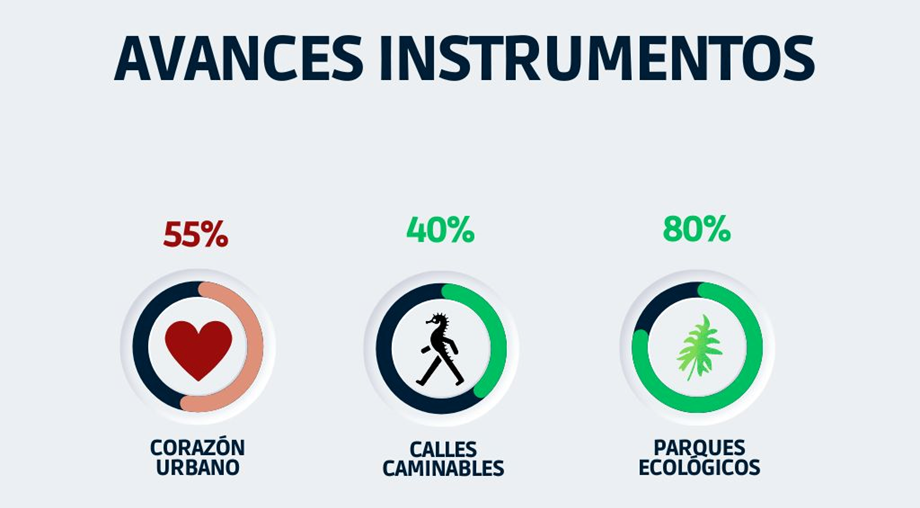 AVANCES INSTRUMENTOS
55%
40%
80%
CORAZÓN
URBANO
CALLES
CAMINABLES
PARQUES
ECOLÓGICOS